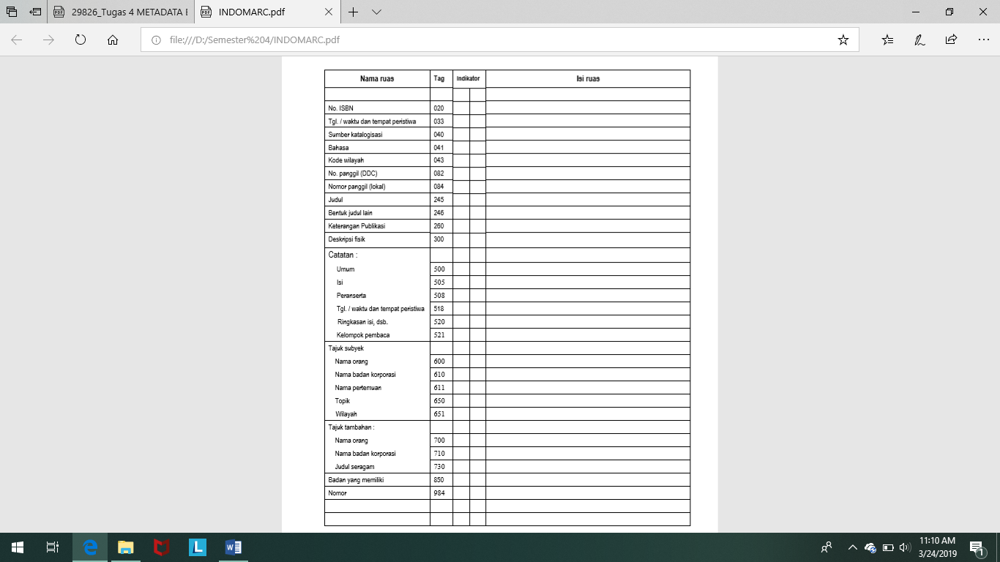 29826_Tugas 4 METADATA E
INDOMARC.pdf
file:///D:/Semester%204/INDOMARC.pdf
Nama ruas Tag Indikator Isi ruas
No. ISBN 020
Tgl. / waktu dan tempat peristiwa 033
Sumber katalogisasi 040
Bahasa 041
Kode wilayah 043
No. panggil (DDC) 082
Nomor panggil (lokal) 084
Judul 245
Bentuk judul lain 246
Keterangan Publikasi 260
Deskripsi fisik 300
Catatan :
Umum 500
Isi 505
Peranserta 508
Tgl. / waktu dan tempat peristiwa 518
Ringkasan isi, dsb. 520
Kelompok pembaca 521
Tajuk subyek
Nama orang 600
Nama badan korporasi 610
Nama pertemuan 611
Topik 650
Wilayah 651
Tajuk tambahan :
Nama orang 700
Nama badan korporasi 710
Judul seragam 730
Badan yang memiliki 850
Nomor 984
11:10 AM
3/24/2019
1